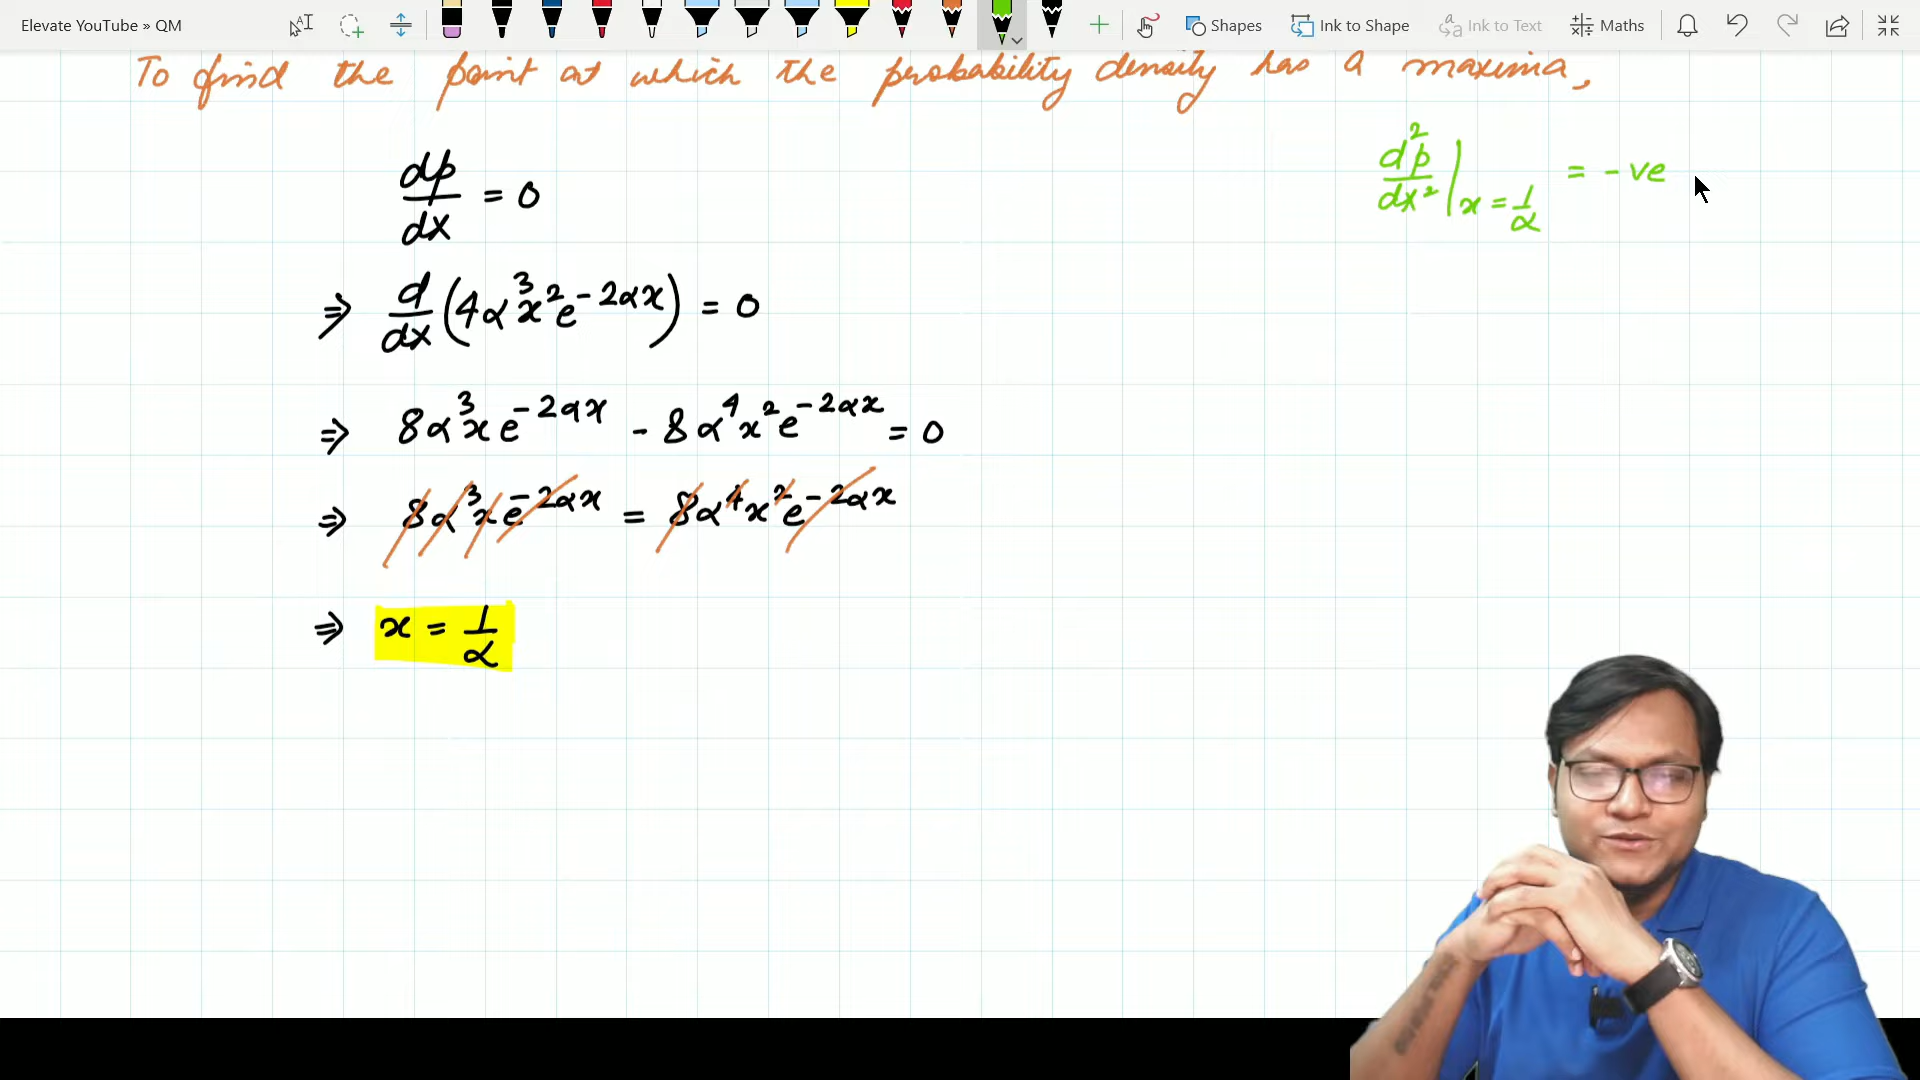 Elevate YouTube » QM
Shapes Ink to Shape Ink to Text Maths
To find the point at which the probability density has a maxima,
dp/dx = 0
d²p/dx² |x = 1/α = -ve
⇒ d/dx (4α³x²e^-2αx) = 0
⇒ 8α³xe^-2αx - 8α⁴x²e^-2αx = 0
⇒ 8α³xe^-2αx = 8α⁴x²e^-2αx
⇒ x = 1/α